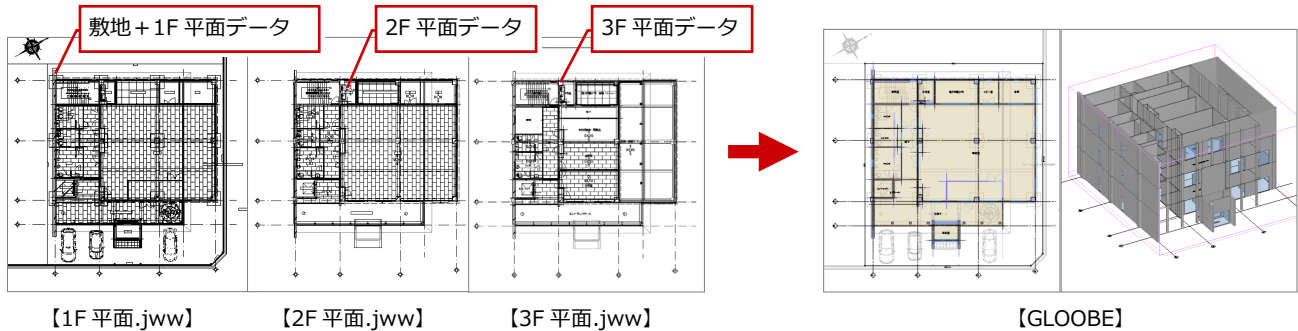 敷地＋1F 平面データ
2F 平面データ
3F 平面データ
【1F 平面.jww】
【2F 平面.jww】
【3F 平面.jww】
【GLOOBE】